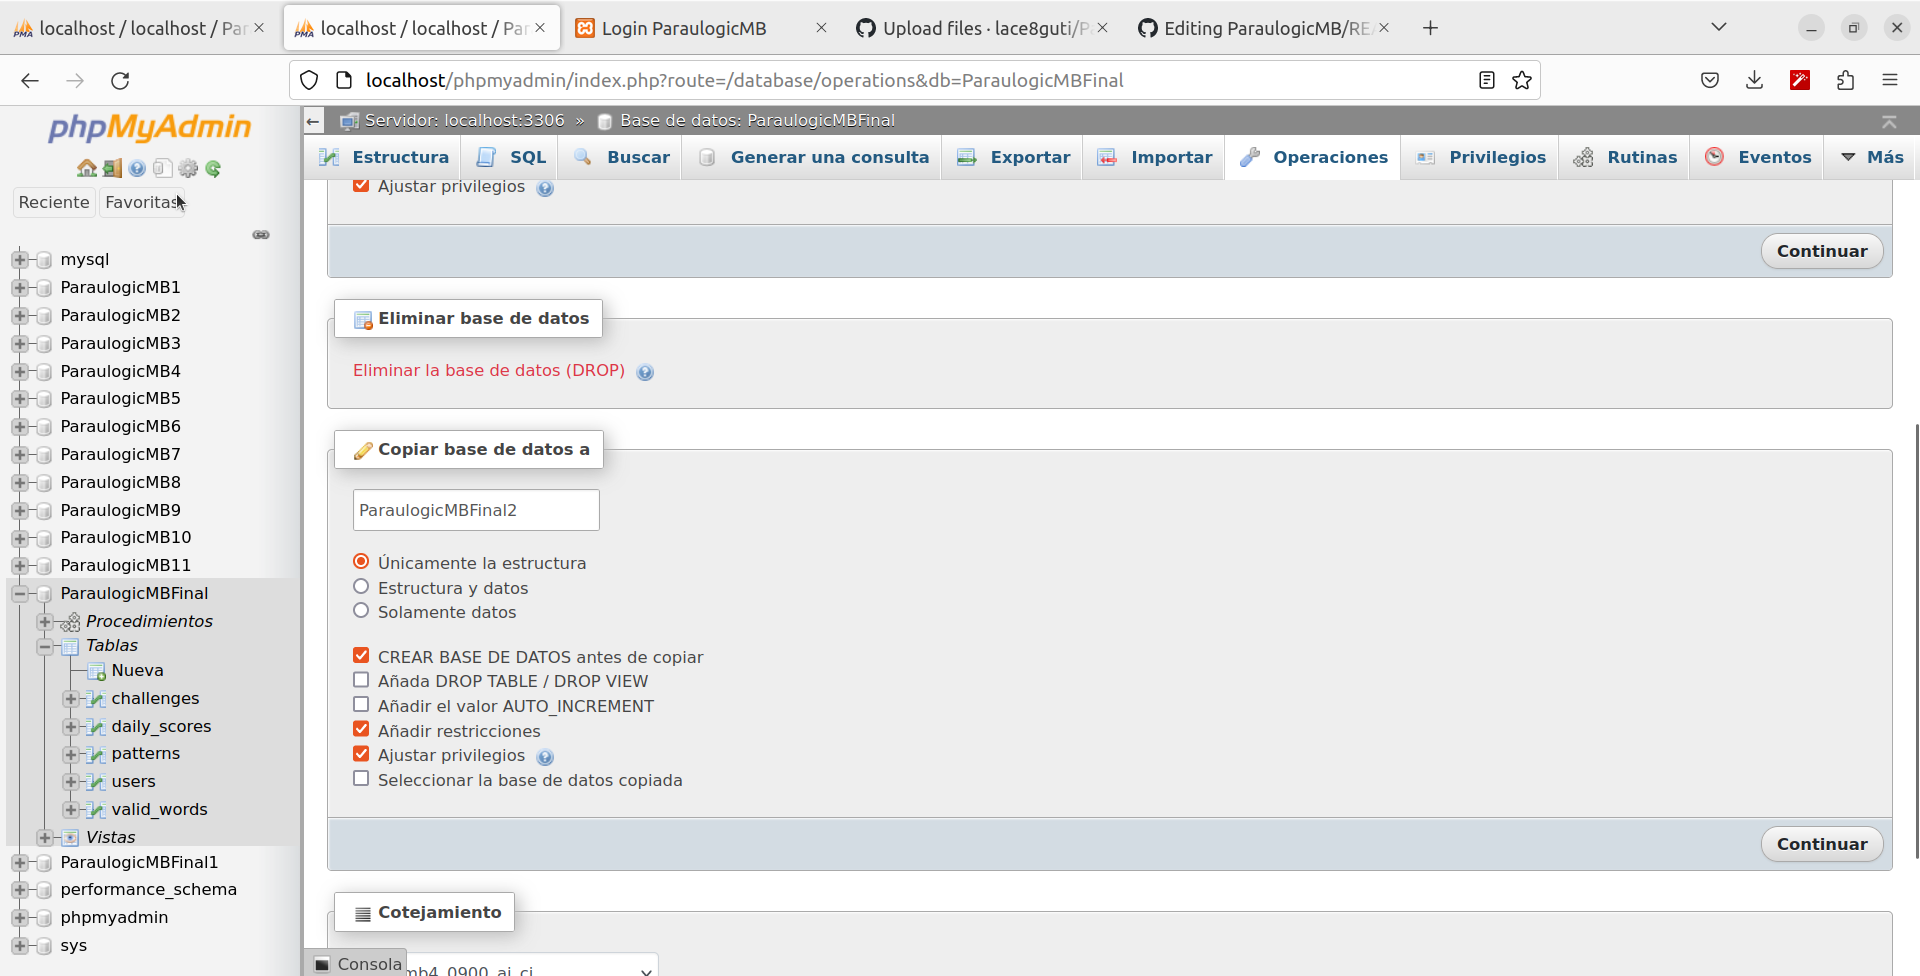 localhost / localhost / Par
localhost / localhost / Par
Login ParaulogicMB
Upload files · lace8guti/P
Editing ParaulogicMB/REA
localhost/phpmyadmin/index.php?route=/database/operations&db=ParaulogicMBFinal
phpMyAdmin
Reciente
Favoritas
mysql
ParaulogicMB1
ParaulogicMB2
ParaulogicMB3
ParaulogicMB4
ParaulogicMB5
ParaulogicMB6
ParaulogicMB7
ParaulogicMB8
ParaulogicMB9
ParaulogicMB10
ParaulogicMB11
ParaulogicMBFinal
Procedimientos
Tablas
Nueva
challenges
daily_scores
patterns
users
valid_words
Vistas
ParaulogicMBFinal1
performance_schema
phpmyadmin
sys
Servidor: localhost:3306 » Base de datos: ParaulogicMBFinal
Estructura
SQL
Buscar
Generar una consulta
Exportar
Importar
Operaciones
Privilegios
Rutinas
Eventos
Más
Ajustar privilegios
Continuar
Eliminar base de datos
Eliminar la base de datos (DROP)
Copiar base de datos a
ParaulogicMBFinal2
Únicamente la estructura
Estructura y datos
Solamente datos
CREAR BASE DE DATOS antes de copiar
Añada DROP TABLE / DROP VIEW
Añadir el valor AUTO_INCREMENT
Añadir restricciones
Ajustar privilegios
Seleccionar la base de datos copiada
Continuar
Cotejamiento
mb4_0900_ai_ci
Consola